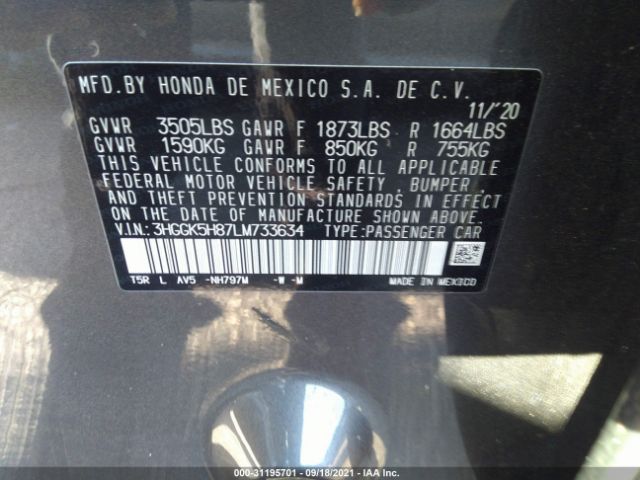 MFD.BY HONDA DE MEXICO S.A. DE C.V.
11/'20
GVWR 3505LBS GAWR F 1873LBS R 1664LBS
GVWR 1590KG GAWR F 850KG R 755KG
THIS VEHICLE CONFORMS TO ALL APPLICABLE
FEDERAL MOTOR VEHICLE SAFETY , BUMPER ,
AND THEFT PREVENTION STANDARDS IN EFFECT
ON THE DATE OF MANUFACTURE SHOWN ABOVE.
V.I.N.: 3HGGK5H87LM733634 TYPE:PASSENGER CAR
T5R L AV5 -NH797M -W -M MADE IN MEXICO
000-31195701 - 09/18/2021 - IAA Inc.